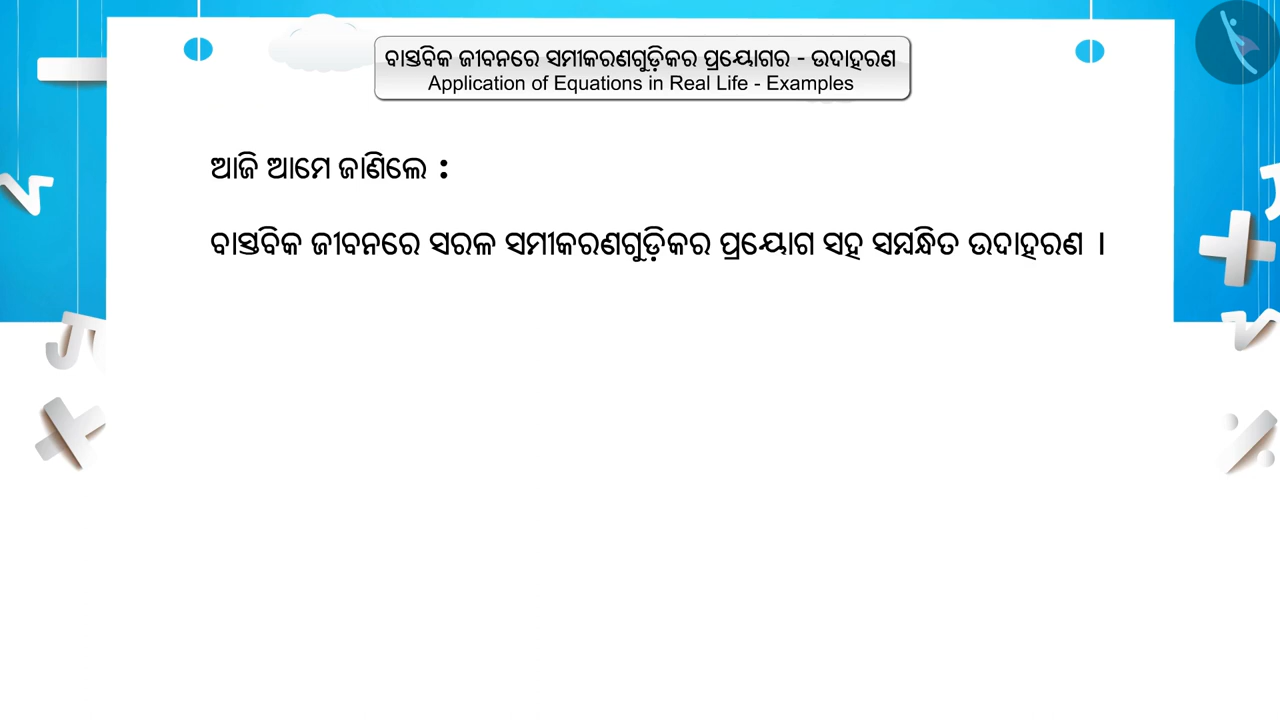 ବାସ୍ତବିକ ଜୀବନରେ ସମୀକରଣଗୁଡ଼ିକର ପ୍ରୟୋଗର - ଉଦାହରଣ
Application of Equations in Real Life - Examples
ଆଜି ଆମେ ଜାଣିଲେ :
ବାସ୍ତବିକ ଜୀବନରେ ସରଳ ସମୀକରଣଗୁଡ଼ିକର ପ୍ରୟୋଗ ସହ ସମ୍ବନ୍ଧିତ ଉଦାହରଣ ।